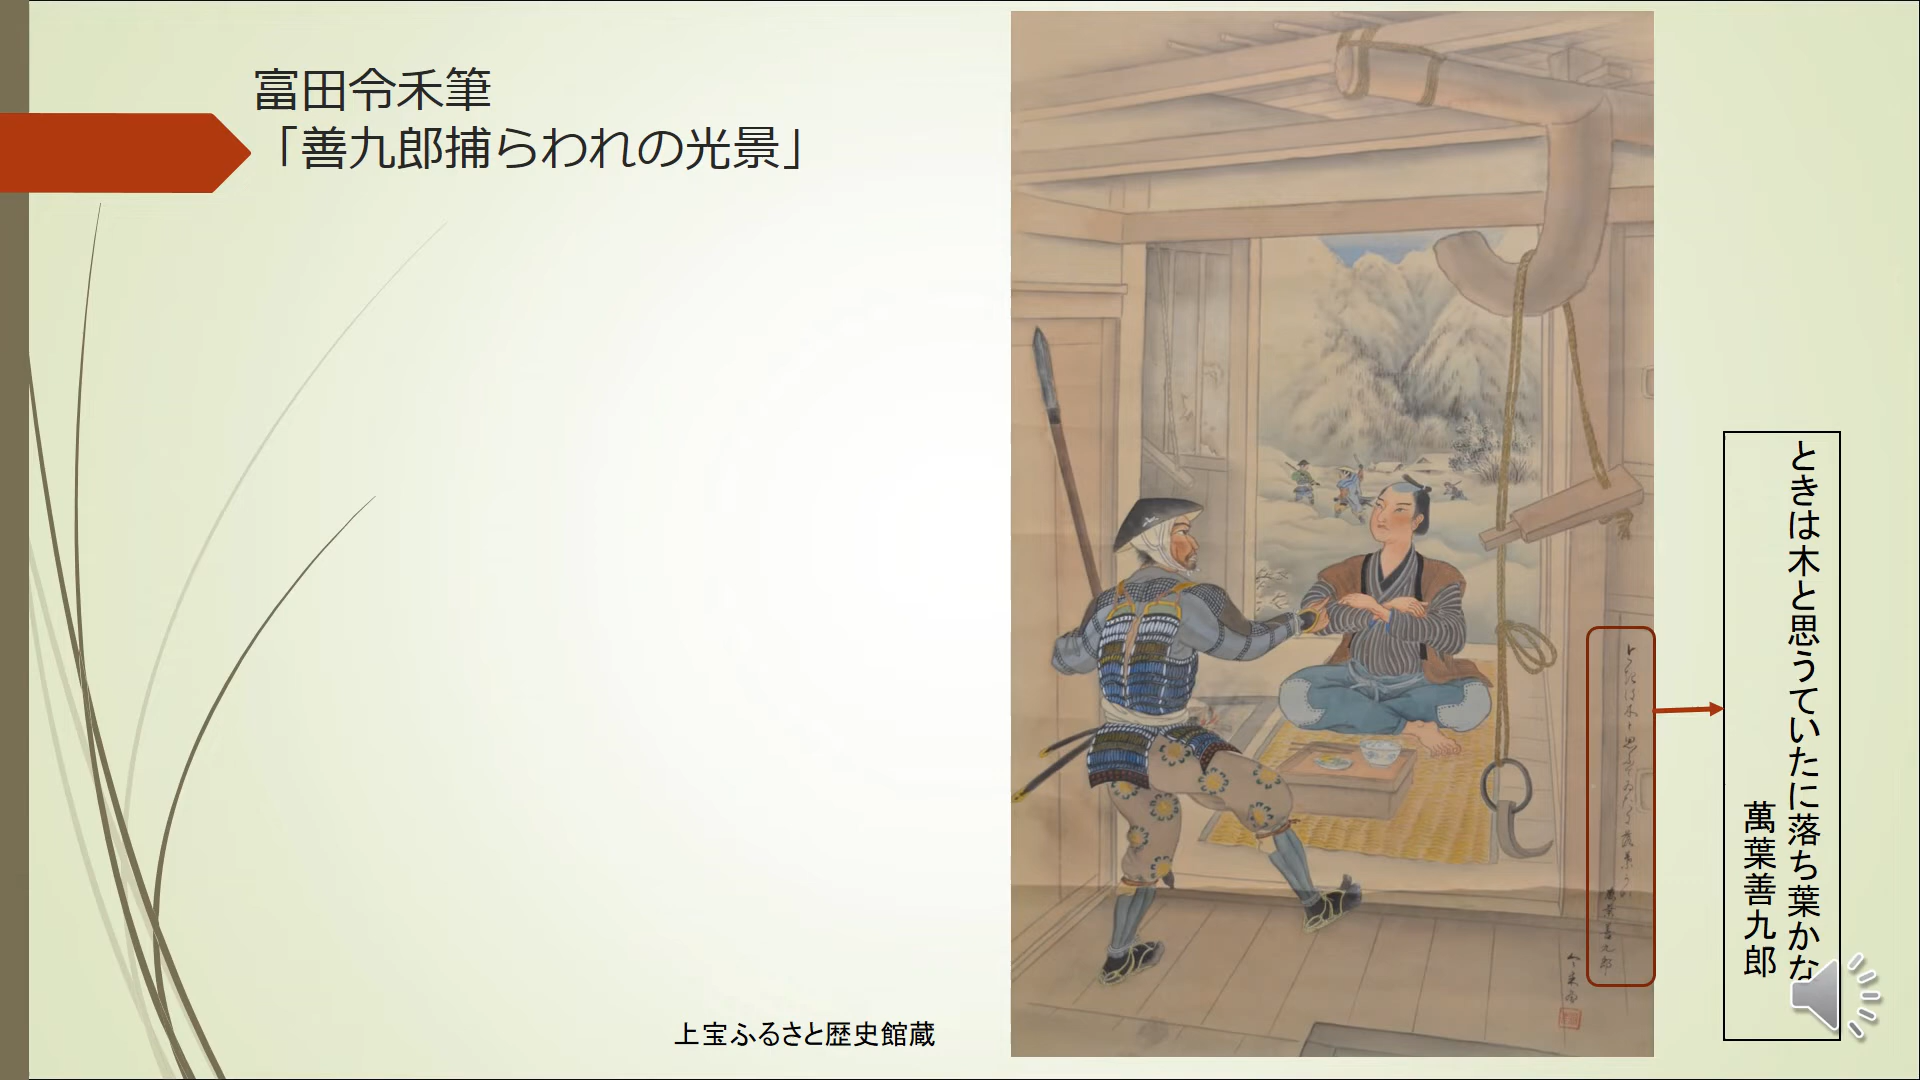 富田令禾筆
「善九郎捕らわれの光景」
ときは木と思うていたに落ち葉かな
萬葉善九郎
上宝ふるさと歴史館蔵